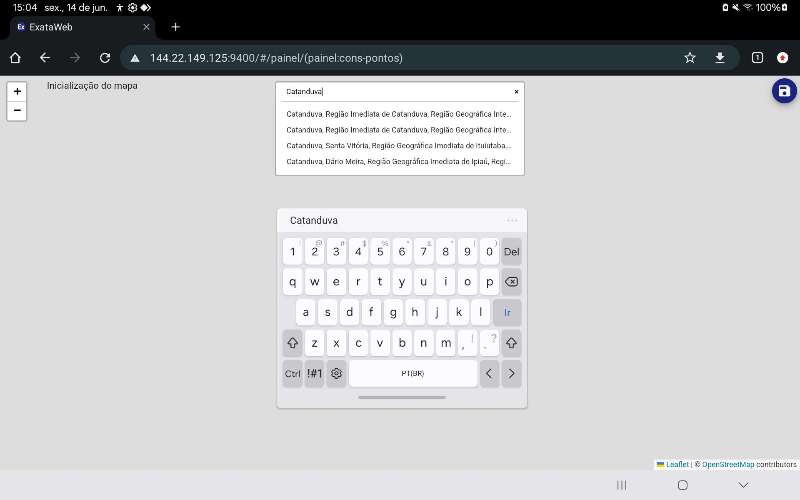 15:04 sex., 14 de jun. 100%
Ex ExataWeb
144.22.149.125:9400/#/painel/(painel:cons-pontos) 1
+ Inicialização do mapa
−
Catanduva ×
Catanduva, Região Imediata de Catanduva, Região Geográfica Inte...
Catanduva, Região Imediata de Catanduva, Região Geográfica Inte...
Catanduva, Santa Vitória, Região Geográfica Imediata de Ituiutaba,...
Catanduva, Dário Meira, Região Geográfica Imediata de Ipiaú, Regi...
Catanduva ...
1 2 @ 3 # 4 $ 5 % 6 7 & 8 * 9 ( 0 ) Del
q w e r t y u i o p
a s d f g h j k l Ir
z x c v b n m , ! . ?
Ctrl !#1 PT(BR) < >
Leaflet | © OpenStreetMap contributors